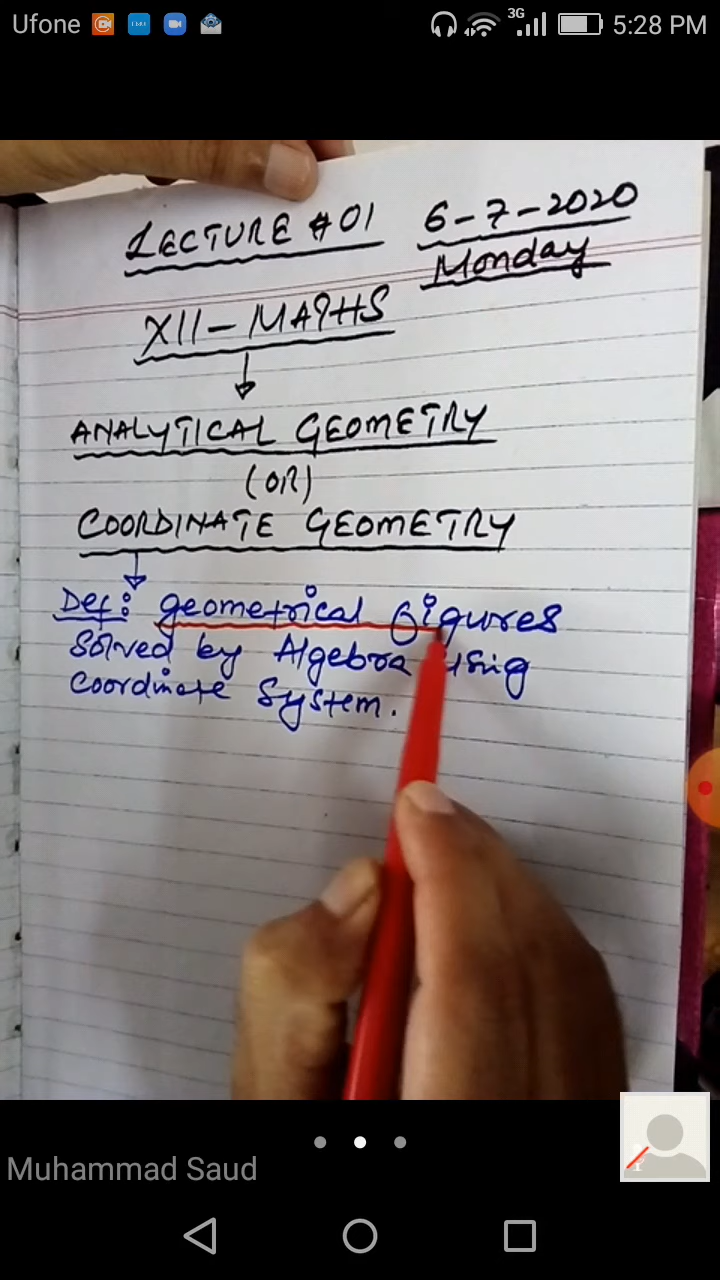 Ufone 3G 5:28 PM
LECTURE #01 6-7-2020
Monday
XII-MATHS
ANALYTICAL GEOMETRY
(OR)
COORDINATE GEOMETRY
Def: geometrical figures
solved by Algebra using
coordinate System.
Muhammad Saud